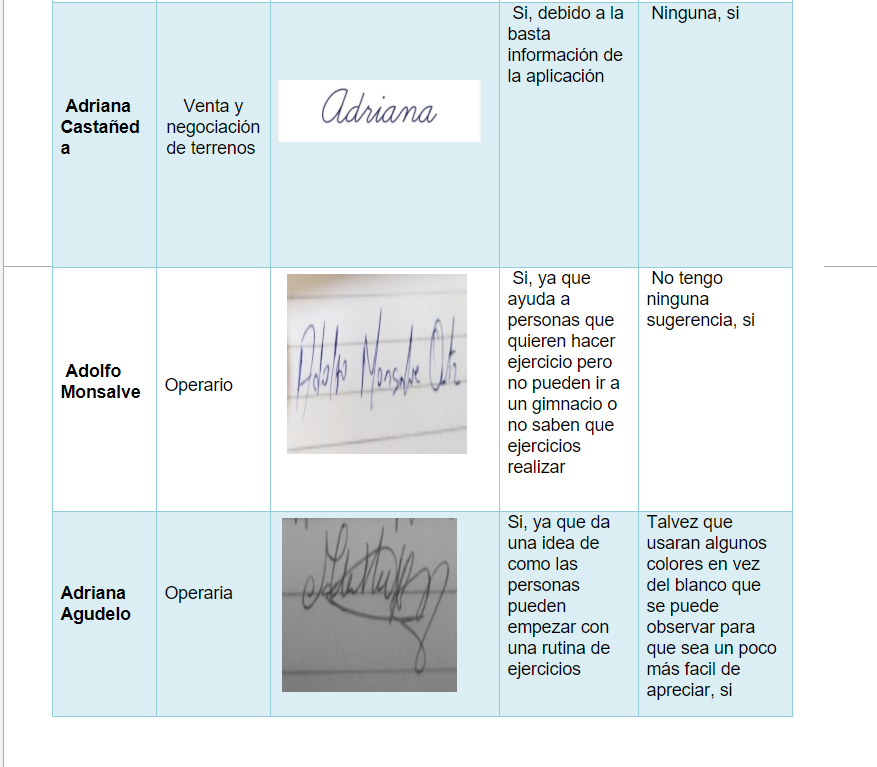 Adriana
Castañed
a
Venta y
negociación
de terrenos
Adriana
Si, debido a la
basta
información de
la aplicación
Ninguna, si
Adolfo
Monsalve
Operario
Adolfo Monsalve
Si, ya que
ayuda a
personas que
quieren hacer
ejercicio pero
no pueden ir a
un gimnacio o
no saben que
ejercicios
realizar
No tengo
ninguna
sugerencia, si
Adriana
Agudelo
Operaria
Si, ya que da
una idea de
como las
personas
pueden
empezar con
una rutina de
ejercicios
Talvez que
usaran algunos
colores en vez
del blanco que
se puede
observar para
que sea un poco
más facil de
apreciar, si